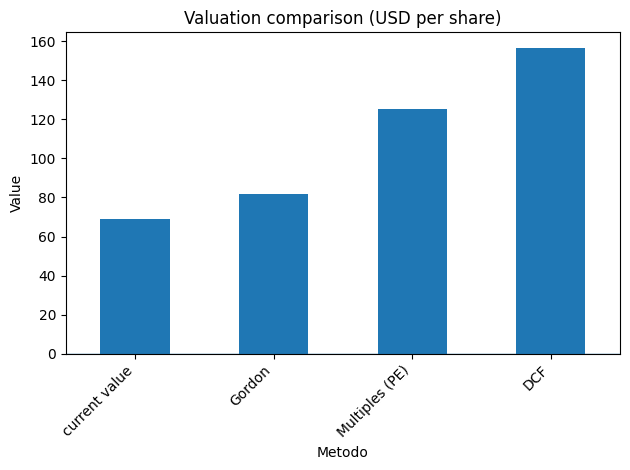 Valuation comparison (USD per share)
Value
160
140
120
100
80
60
40
20
0
current value
Gordon
Multiples (PE)
DCF
Metodo